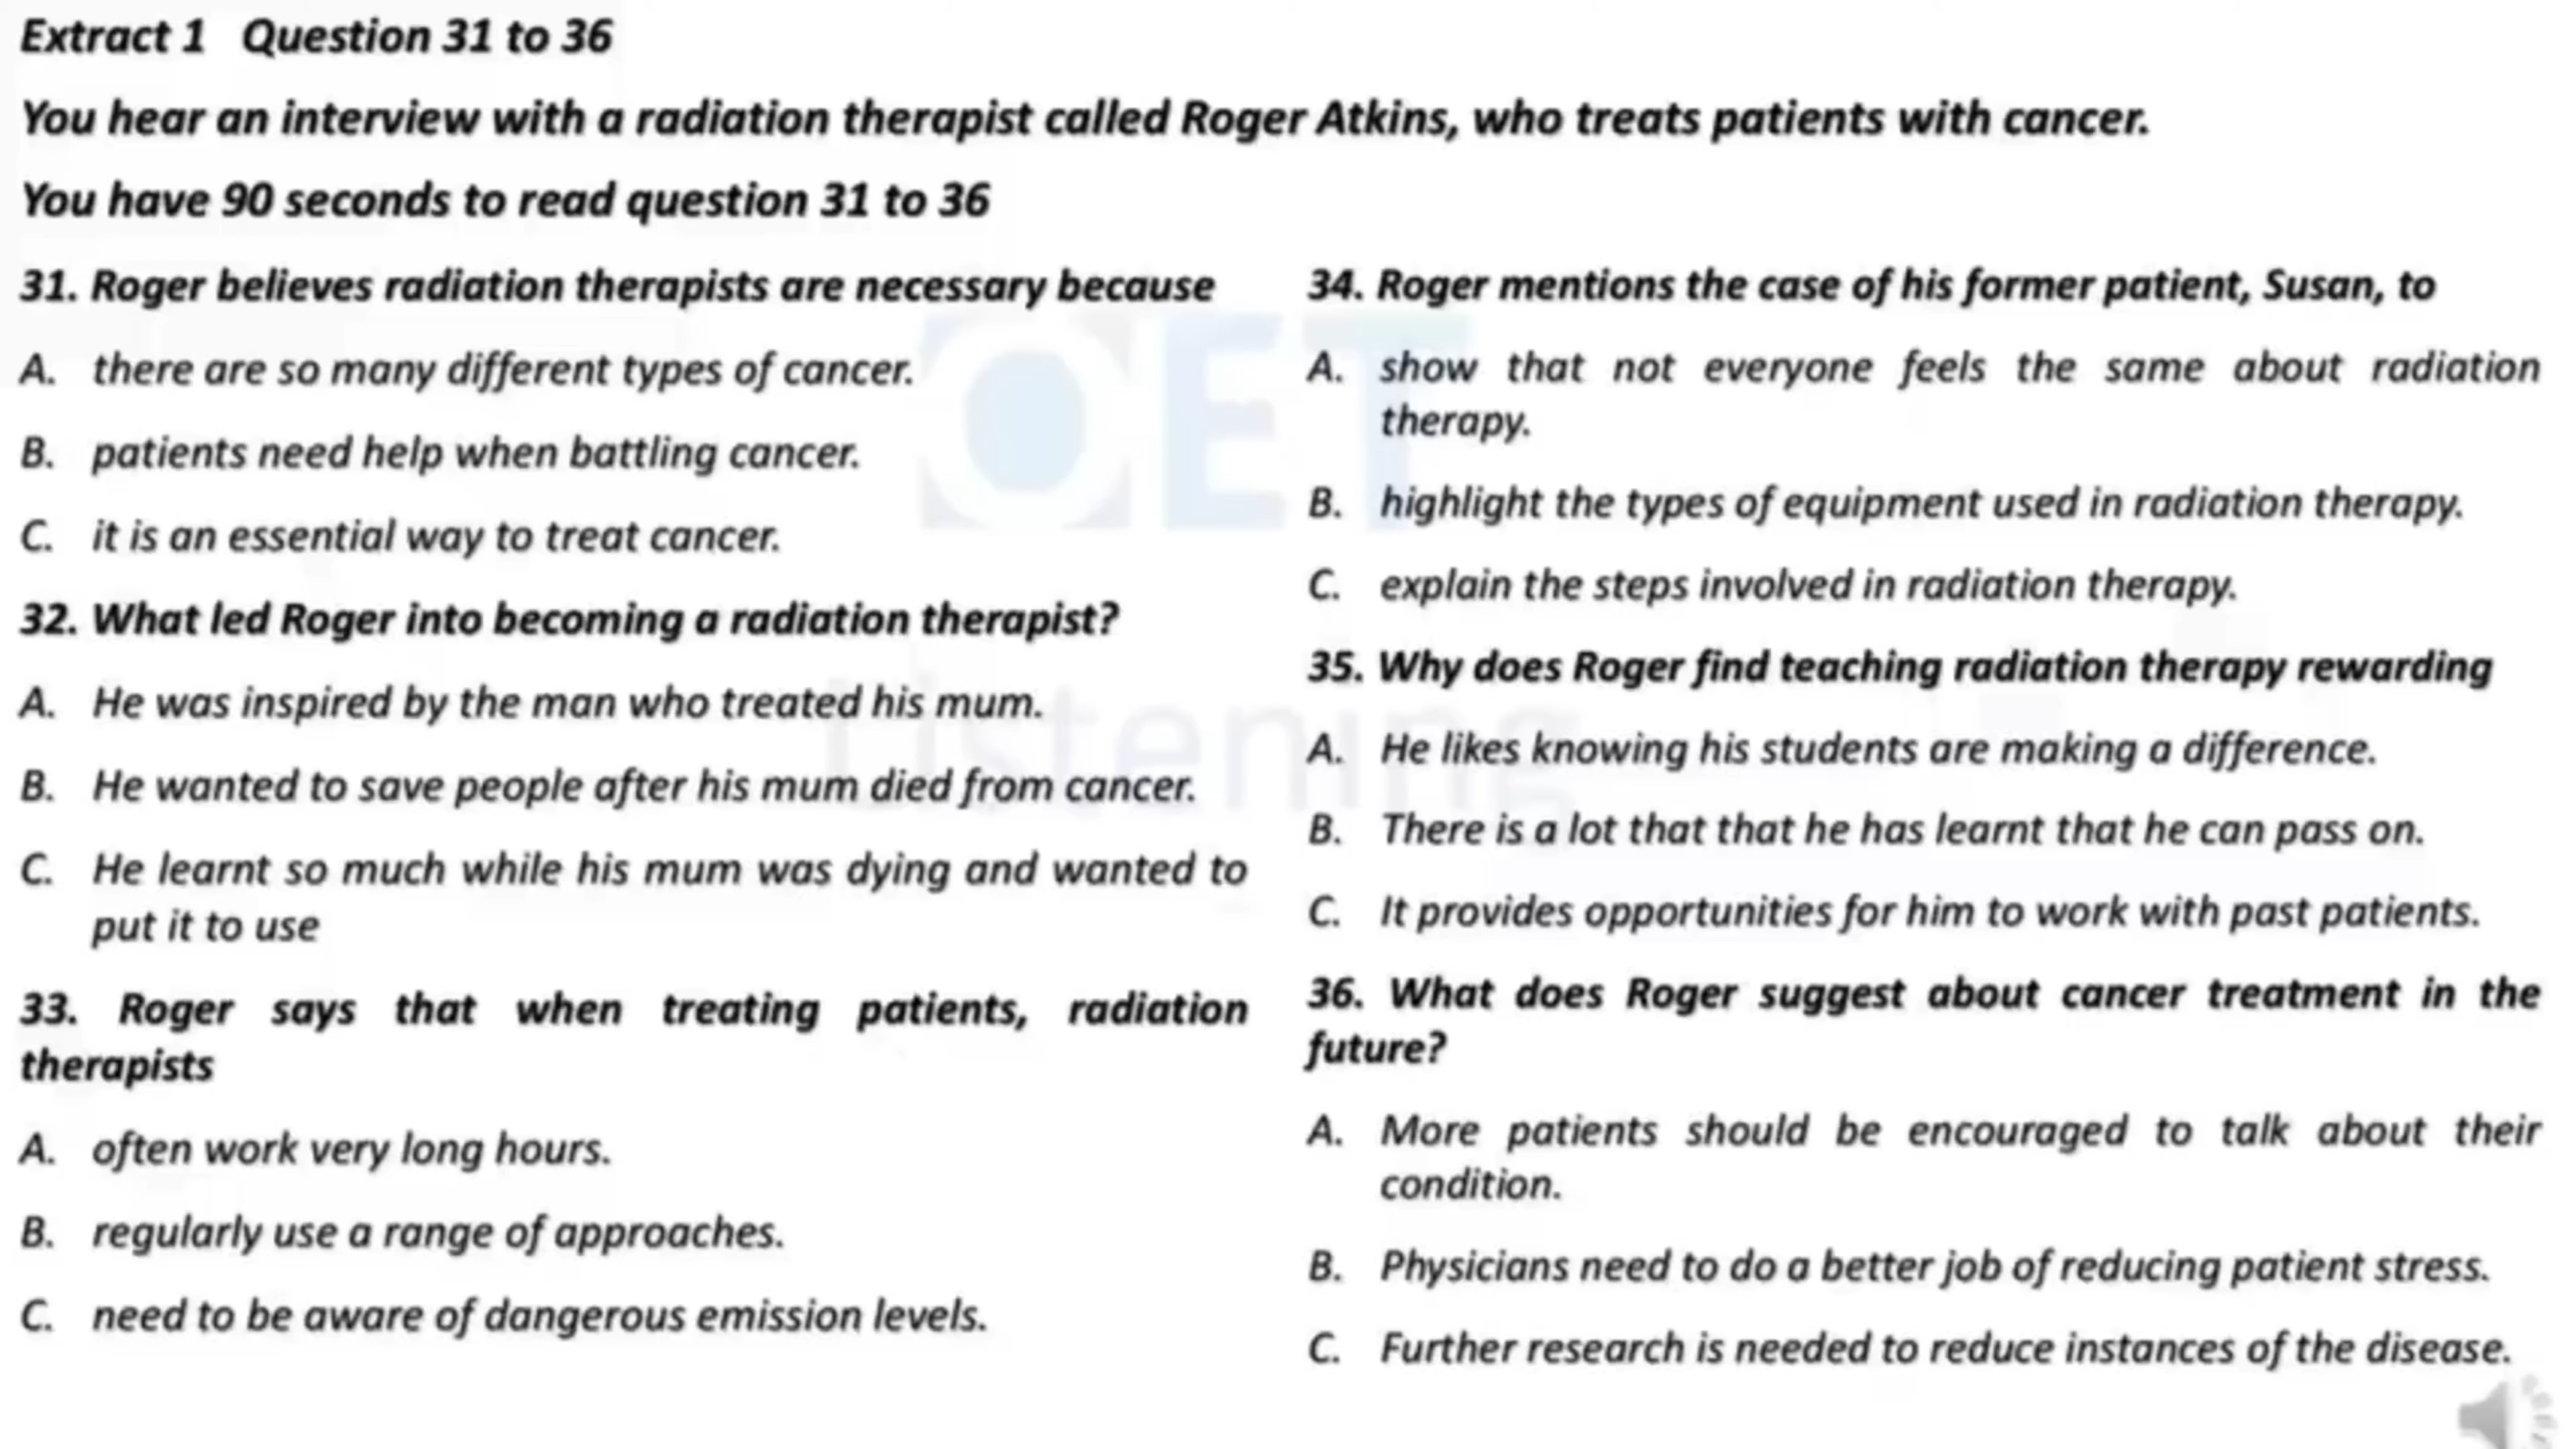 Extract 1 Question 31 to 36
You hear an interview with a radiation therapist called Roger Atkins, who treats patients with cancer.
You have 90 seconds to read question 31 to 36
31. Roger believes radiation therapists are necessary because
A. there are so many different types of cancer.
B. patients need help when battling cancer.
C. it is an essential way to treat cancer.
32. What led Roger into becoming a radiation therapist?
A. He was inspired by the man who treated his mum.
B. He wanted to save people after his mum died from cancer.
C. He learnt so much while his mum was dying and wanted to
put it to use
33. Roger says that when treating patients, radiation
therapists
A. often work very long hours.
B. regularly use a range of approaches.
C. need to be aware of dangerous emission levels.
34. Roger mentions the case of his former patient, Susan, to
A. show that not everyone feels the same about radiation
therapy.
B. highlight the types of equipment used in radiation therapy.
C. explain the steps involved in radiation therapy.
35. Why does Roger find teaching radiation therapy rewarding
A. He likes knowing his students are making a difference.
B. There is a lot that that he has learnt that he can pass on.
C. It provides opportunities for him to work with past patients.
36. What does Roger suggest about cancer treatment in the
future?
A. More patients should be encouraged to talk about their
condition.
B. Physicians need to do a better job of reducing patient stress.
C. Further research is needed to reduce instances of the disease.
OET
Listening